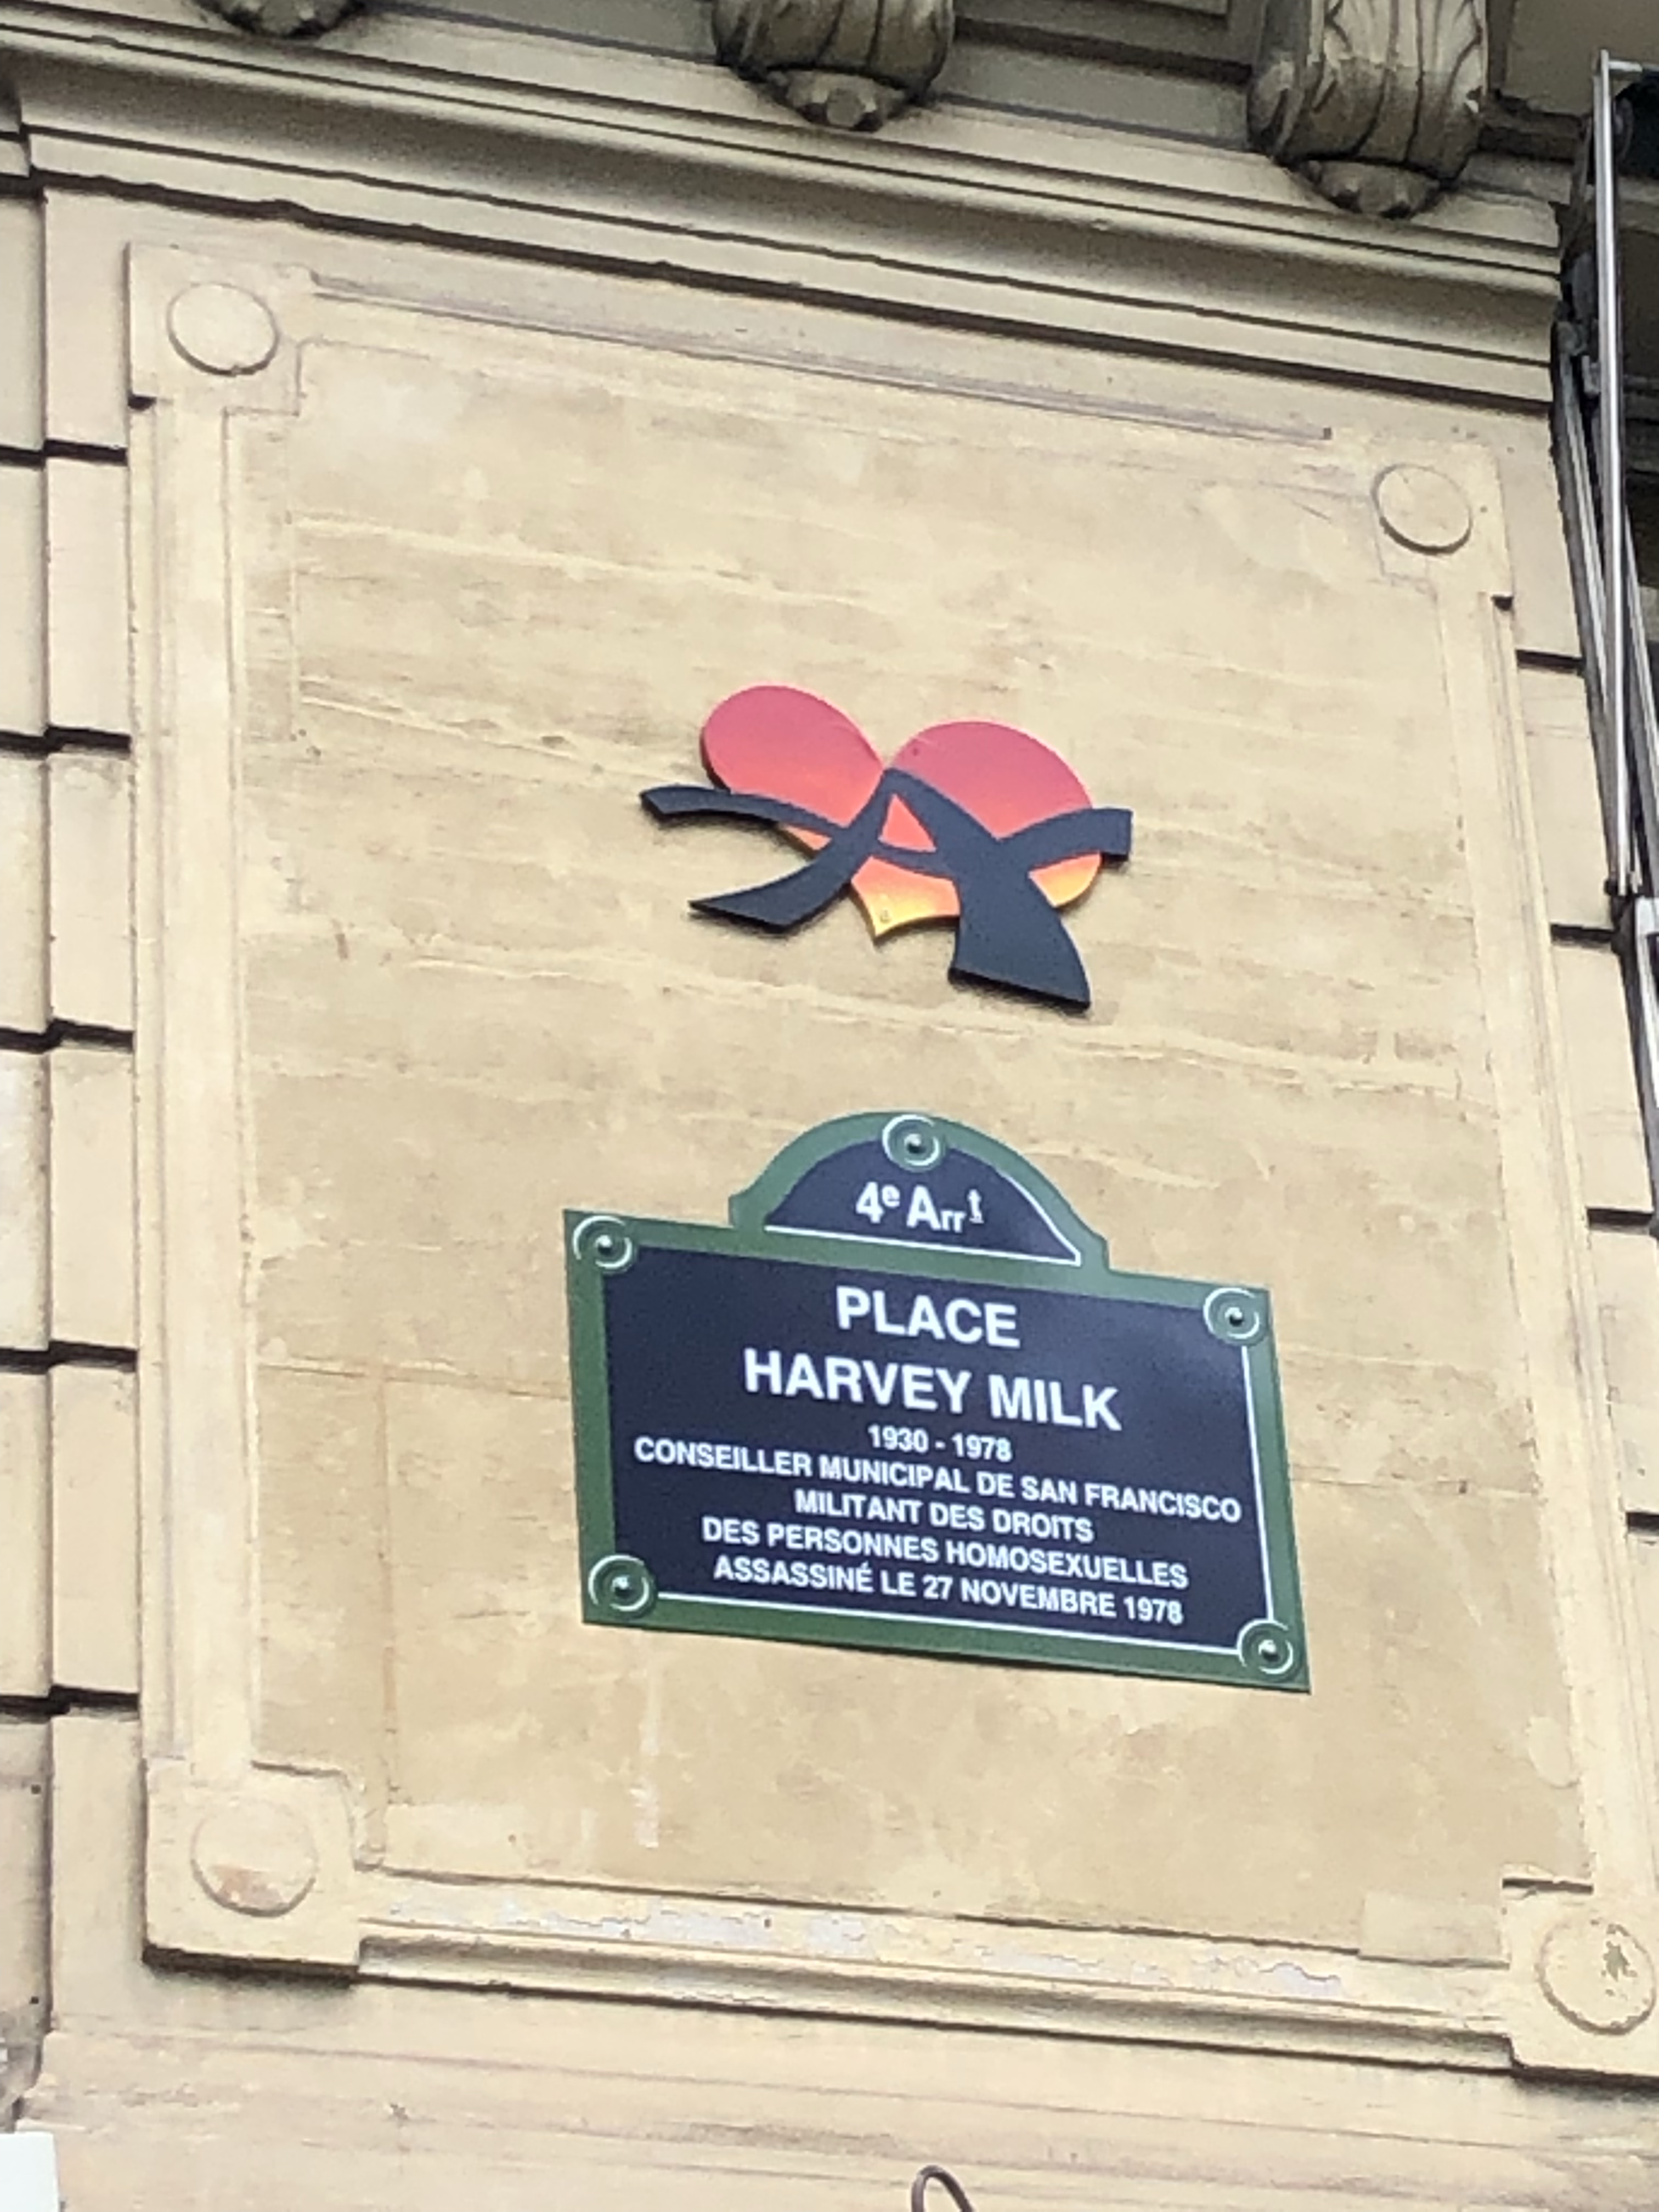 4e Arrt
PLACE
HARVEY MILK
1930 - 1978
CONSEILLER MUNICIPAL DE SAN FRANCISCO
MILITANT DES DROITS
DES PERSONNES HOMOSEXUELLES
ASSASSINÉ LE 27 NOVEMBRE 1978